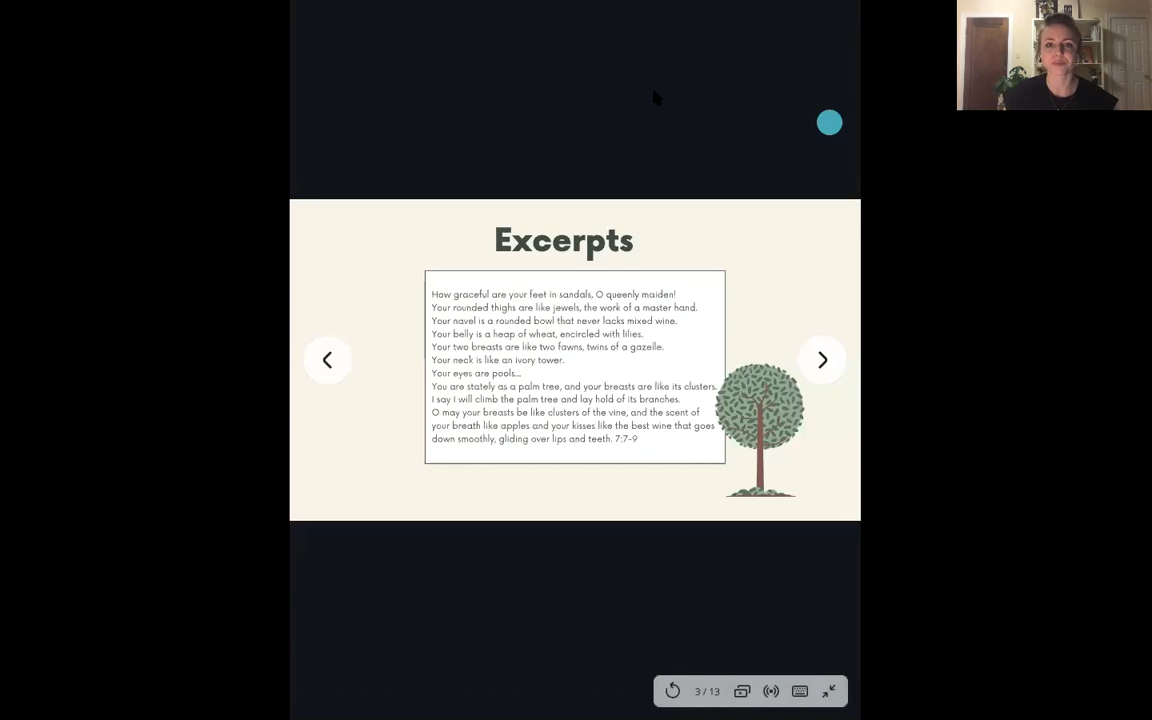 Excerpts
How graceful are your feet in sandals, O queenly maiden!
Your rounded thighs are like jewels, the work of a master hand.
Your navel is a rounded bowl that never lacks mixed wine.
Your belly is a heap of wheat, encircled with lilies.
Your two breasts are like two fawns, twins of a gazelle.
Your neck is like an ivory tower.
Your eyes are pools...
You are stately as a palm tree, and your breasts are like its clusters.
I say I will climb the palm tree and lay hold of its branches.
O may your breasts be like clusters of the vine, and the scent of
your breath like apples and your kisses like the best wine that goes
down smoothly, gliding over lips and teeth. 7:7-9
3 / 13